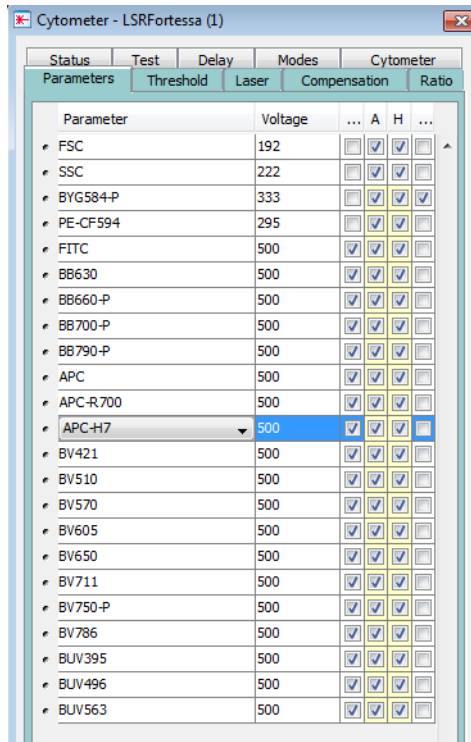 Cytometer - LSRFortessa (1)
Status Test Delay Modes Cytometer
Parameters Threshold Laser Compensation Ratio
Parameter Voltage ... A H ...
FSC 192
SSC 222
BYG584-P 333
PE-CF594 295
FITC 500
BB630 500
BB660-P 500
BB700-P 500
BB790-P 500
APC 500
APC-R700 500
APC-H7 500
BV421 500
BV510 500
BV570 500
BV605 500
BV650 500
BV711 500
BV750-P 500
BV786 500
BUV395 500
BUV496 500
BUV563 500